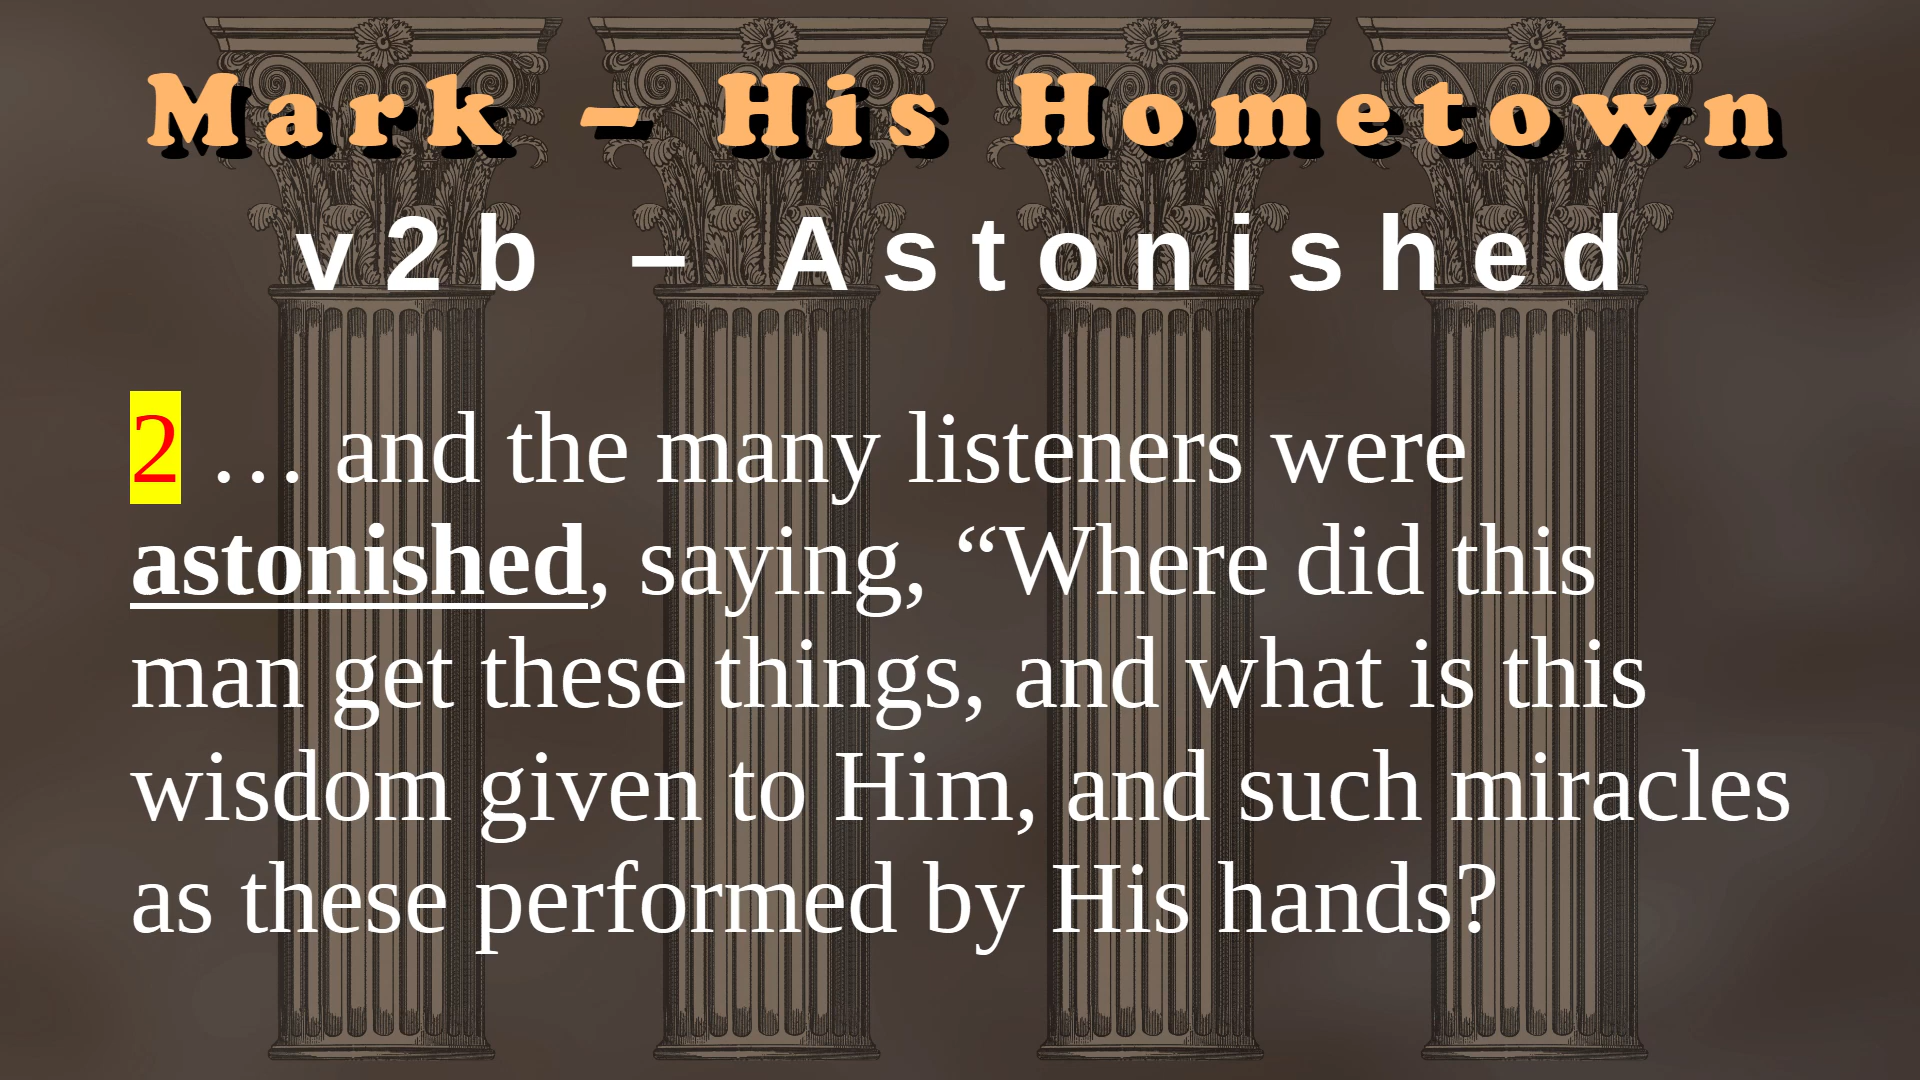 Mark – His Hometown
v2b – Astonished
2 … and the many listeners were
astonished, saying, “Where did this
man get these things, and what is this
wisdom given to Him, and such miracles
as these performed by His hands?